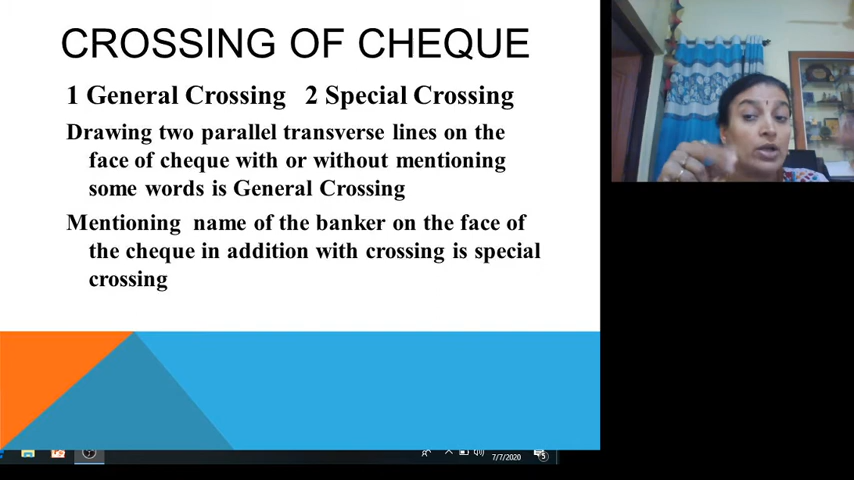 CROSSING OF CHEQUE
1 General Crossing 2 Special Crossing
Drawing two parallel transverse lines on the
face of cheque with or without mentioning
some words is General Crossing
Mentioning name of the banker on the face of
the cheque in addition with crossing is special
crossing
7/7/2020
5